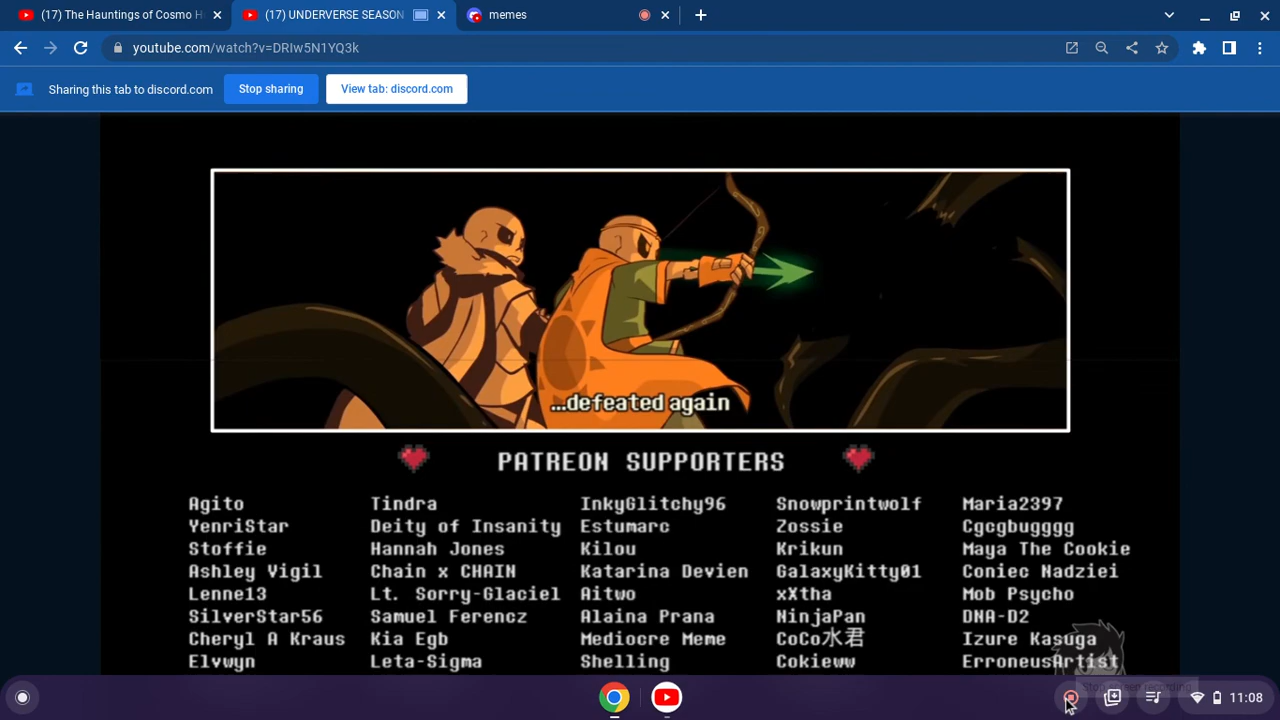 (17) The Hauntings of Cosmo H
(17) UNDERVERSE SEASON
memes
youtube.com/watch?v=DRIw5N1YQ3k
Sharing this tab to discord.com
Stop sharing
View tab: discord.com
...defeated again
PATREON SUPPORTERS
Agito Tindra InkyGlitchy96 Snowprintwolf Maria2397
YenriStar Deity of Insanity Estumarc Zossie Cgcgbugggg
Stoffie Hannah Jones Kilou Krikun Maya The Cookie
Ashley Vigil Chain x CHAIN Katarina Devien GalaxyKitty01 Coniec Nadziei
Lenne13 Lt. Sorry-Glaciel Aitwo xXtha Mob Psycho
SilverStar56 Samuel Ferencz Alaina Prana NinjaPan DNA-D2
Cheryl A Kraus Kia Egb Mediocre Meme CoCo水君 Izure Kasuga
Elvwyn Leta-Sigma Shelling Cokieww ErroneusArtist
Stop screen recording
11:08